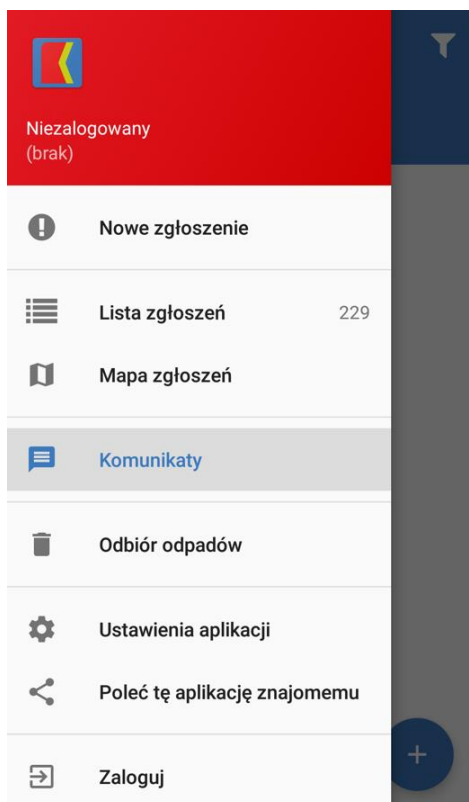 Niezalogowany
(brak)
Nowe zgłoszenie
Lista zgłoszeń 229
Mapa zgłoszeń
Komunikaty
Odbiór odpadów
Ustawienia aplikacji
Poleć tę aplikację znajomemu
Zaloguj